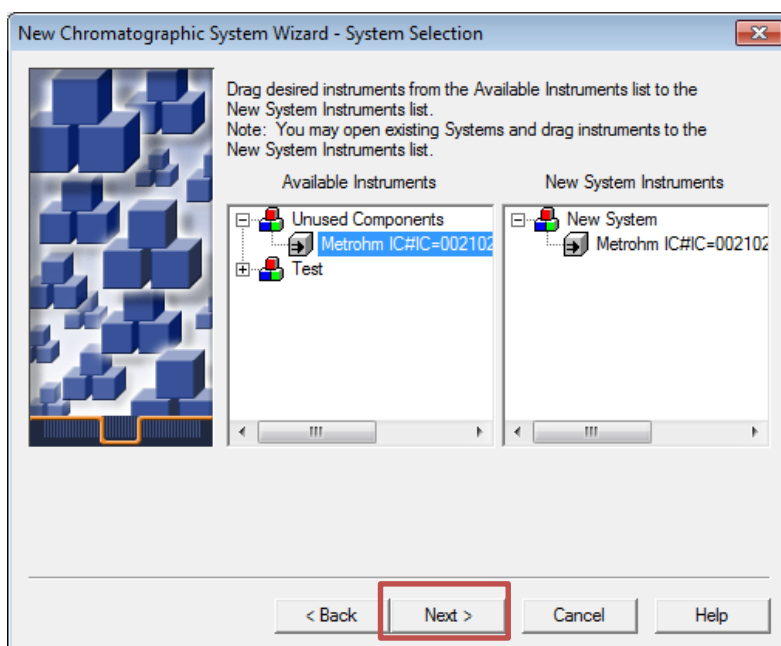 New Chromatographic System Wizard - System Selection
Drag desired instruments from the Available Instruments list to the
New System Instruments list.
Note: You may open existing Systems and drag instruments to the
New System Instruments list.
Available Instruments
Unused Components
Metrohm IC#IC=002102
Test
New System Instruments
New System
Metrohm IC#IC=002102
< Back
Next >
Cancel
Help